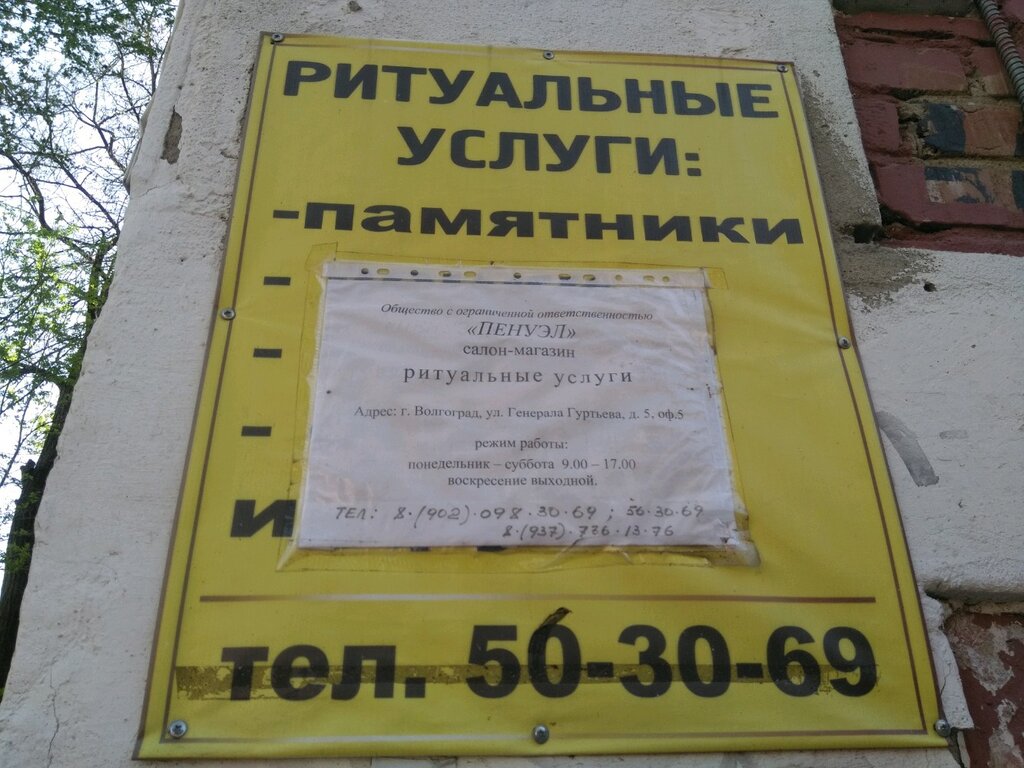 РИТУАЛЬНЫЕ
УСЛУГИ:
-ПАМЯТНИКИ
-
-
-
И
Общество с ограниченной ответственностью
«ПЕНУЭЛ»
салон-магазин
ритуальные услуги
Адрес: г. Волгоград, ул. Генерала Гуртьева, д. 5, оф.5
режим работы:
понедельник – суббота 9.00 – 17.00
воскресение выходной.
ТЕЛ: 8·(902)·098·30·69 ; 56·30·69
8·(937)·736·13·76
тел. 56-30-69